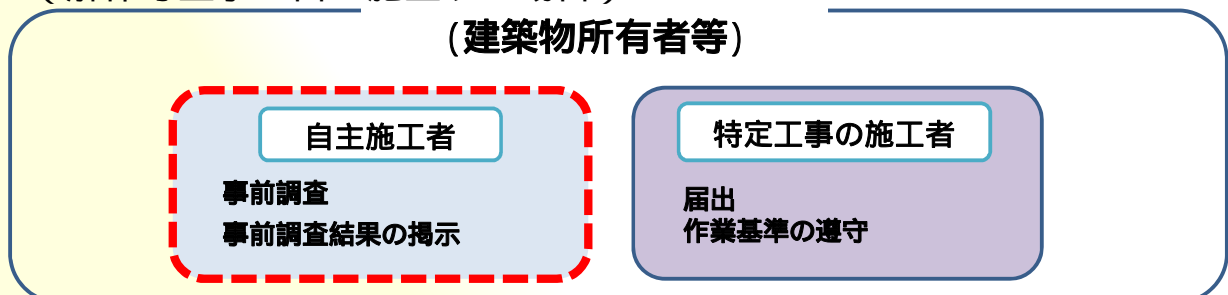 (建築物所有者等)
自主施工者
特定工事の施工者
事前調査
事前調査結果の掲示
届出
作業基準の遵守